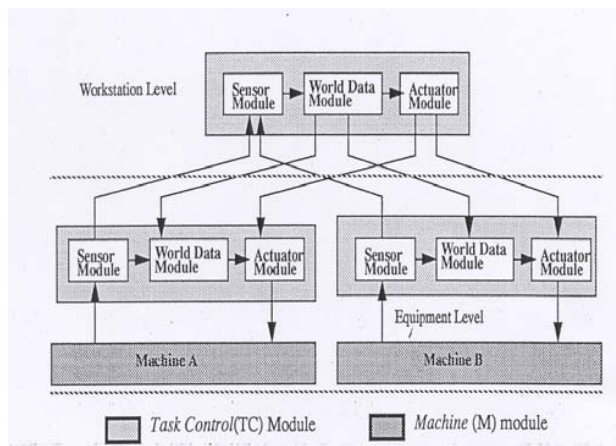 Workstation Level
Sensor
Module
World Data
Module
Actuator
Module
Sensor
Module
World Data
Module
Actuator
Module
Sensor
Module
World Data
Module
Actuator
Module
Equipment Level
Machine A
Machine B
Task Control(TC) Module
Machine (M) module